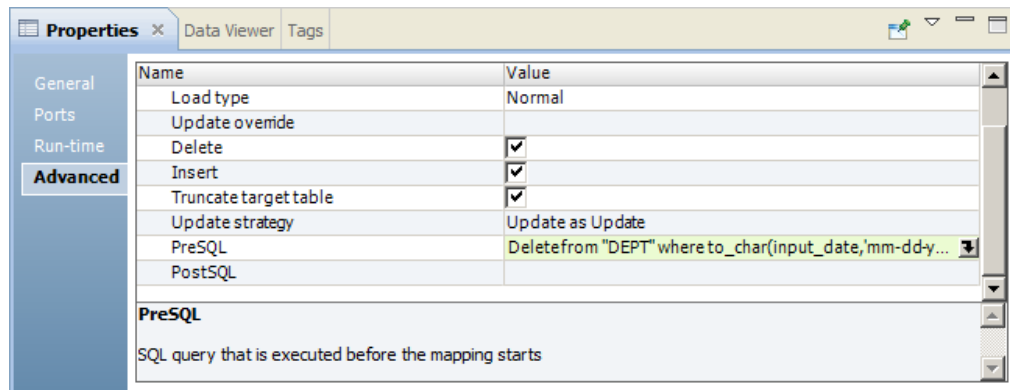 Properties Data Viewer Tags
General
Ports
Run-time
Advanced
Name Value
Load type Normal
Update override
Delete
Insert
Truncate target table
Update strategy Update as Update
PreSQL Delete from "DEPT" where to_char(input_date,'mm-dd-y...
PostSQL
PreSQL
SQL query that is executed before the mapping starts